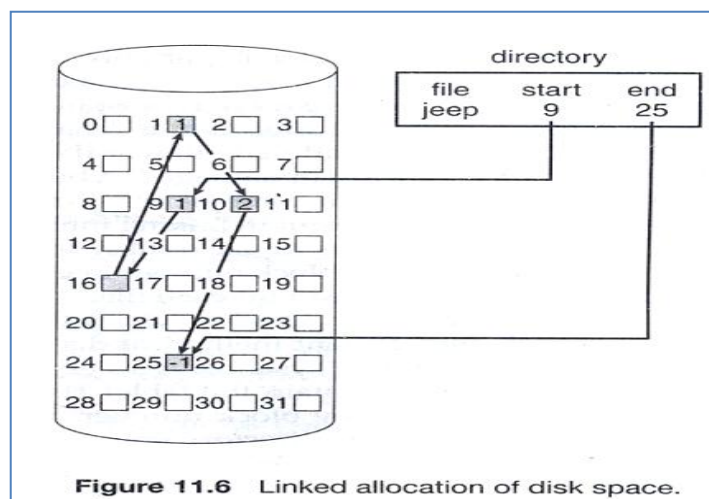 directory
file start end
jeep 9 25
0 1 1 2 3
4 5 6 7
8 9 1 10 2 11
12 13 14 15
16 17 18 19
20 21 22 23
24 25 -1 26 27
28 29 30 31
Figure 11.6 Linked allocation of disk space.